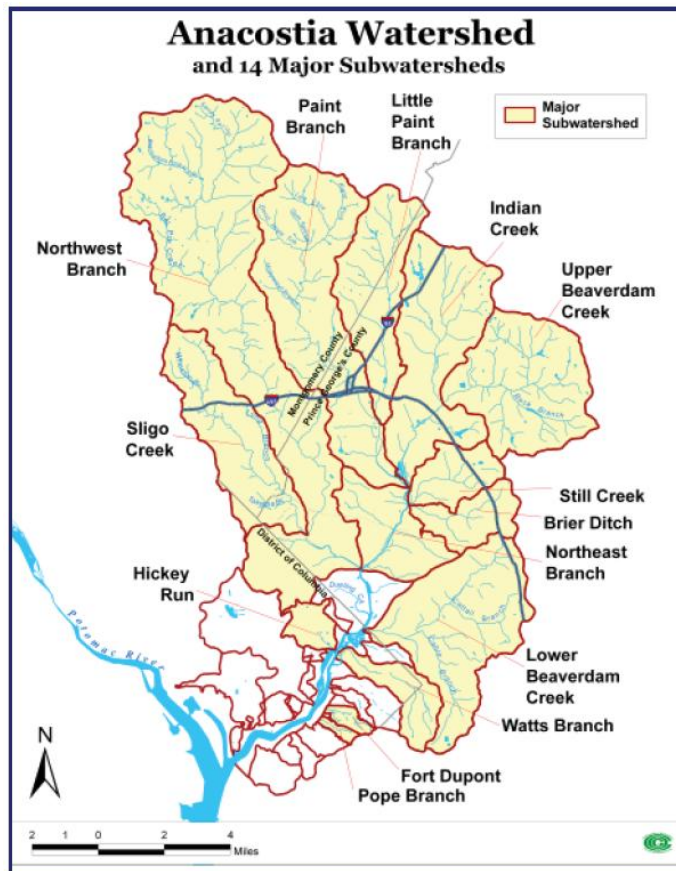 Anacostia Watershed
and 14 Major Subwatersheds
Paint
Branch
Little
Paint
Branch
Major
Subwatershed
Indian
Creek
Northwest
Branch
Upper
Beaverdam
Creek
Montgomery County
Prince George's County
Sligo
Creek
Still Creek
Brier Ditch
Northeast
Branch
District of Columbia
Hickey
Run
Potomac River
Lower
Beaverdam
Creek
Watts Branch
Fort Dupont
Pope Branch
N
2 1 0 2 4
Miles